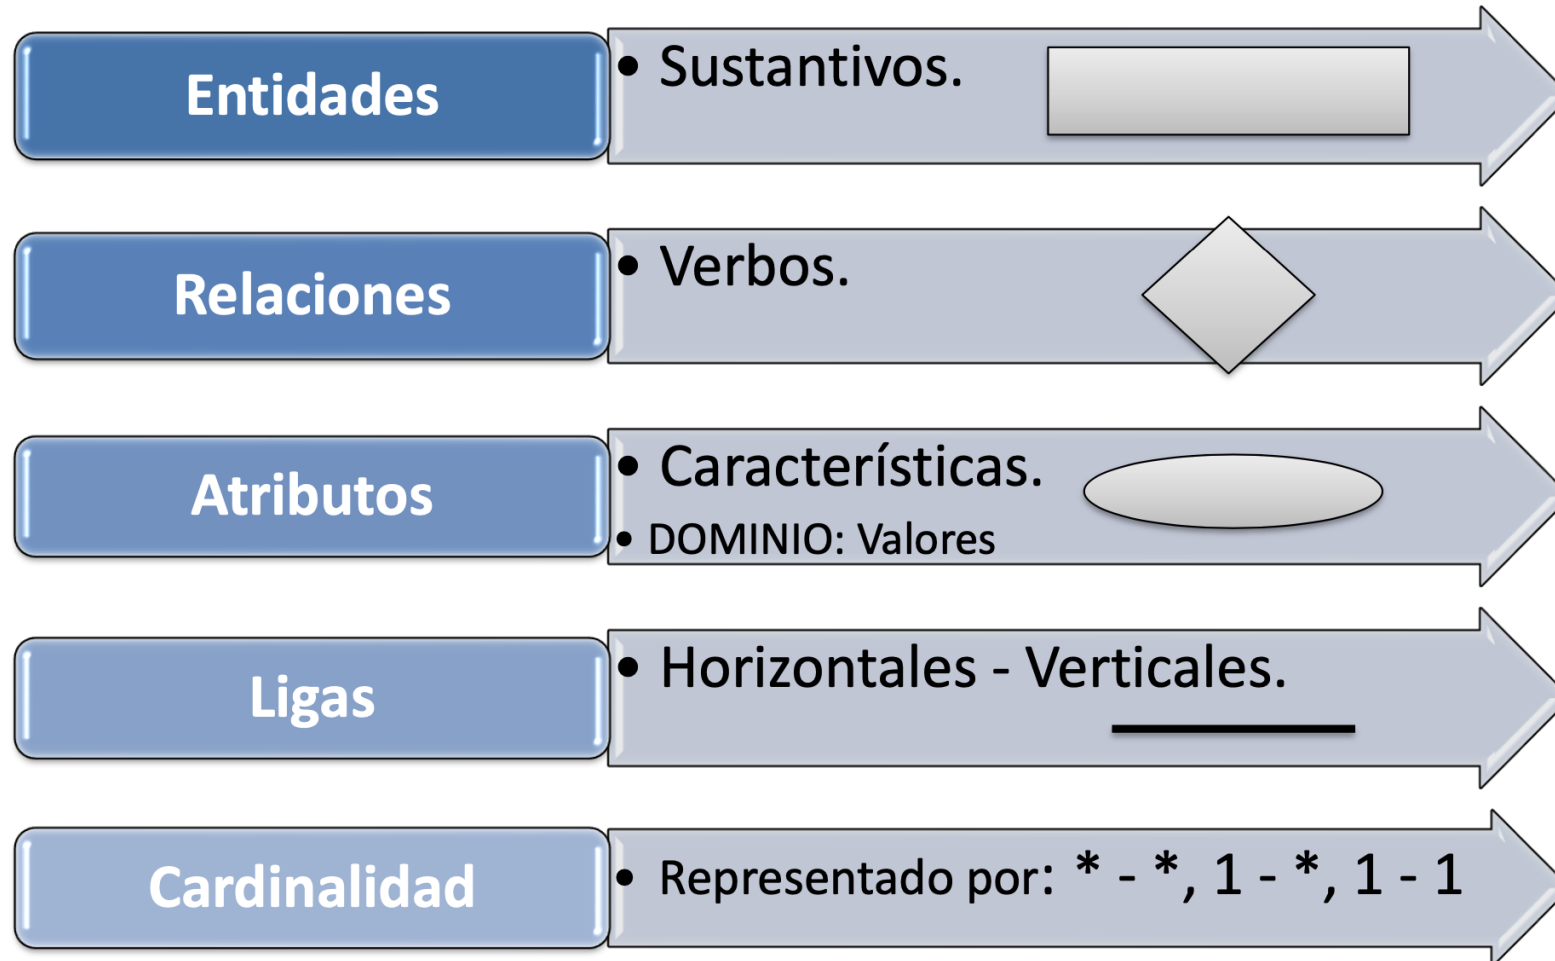 Entidades
• Sustantivos.
Relaciones
• Verbos.
Atributos
• Características.
• DOMINIO: Valores
Ligas
• Horizontales - Verticales.
Cardinalidad
• Representado por: * - *, 1 - *, 1 - 1